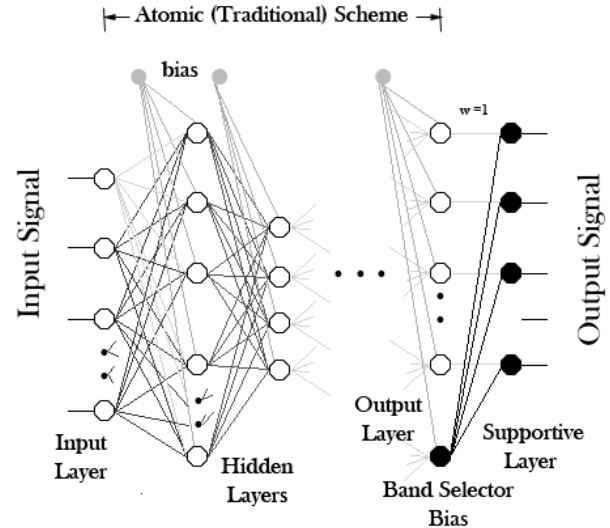 Atomic (Traditional) Scheme
bias
w=1
Input Signal
Output Signal
Input
Layer
Hidden
Layers
Output
Layer
Supportive
Layer
Band Selector
Bias